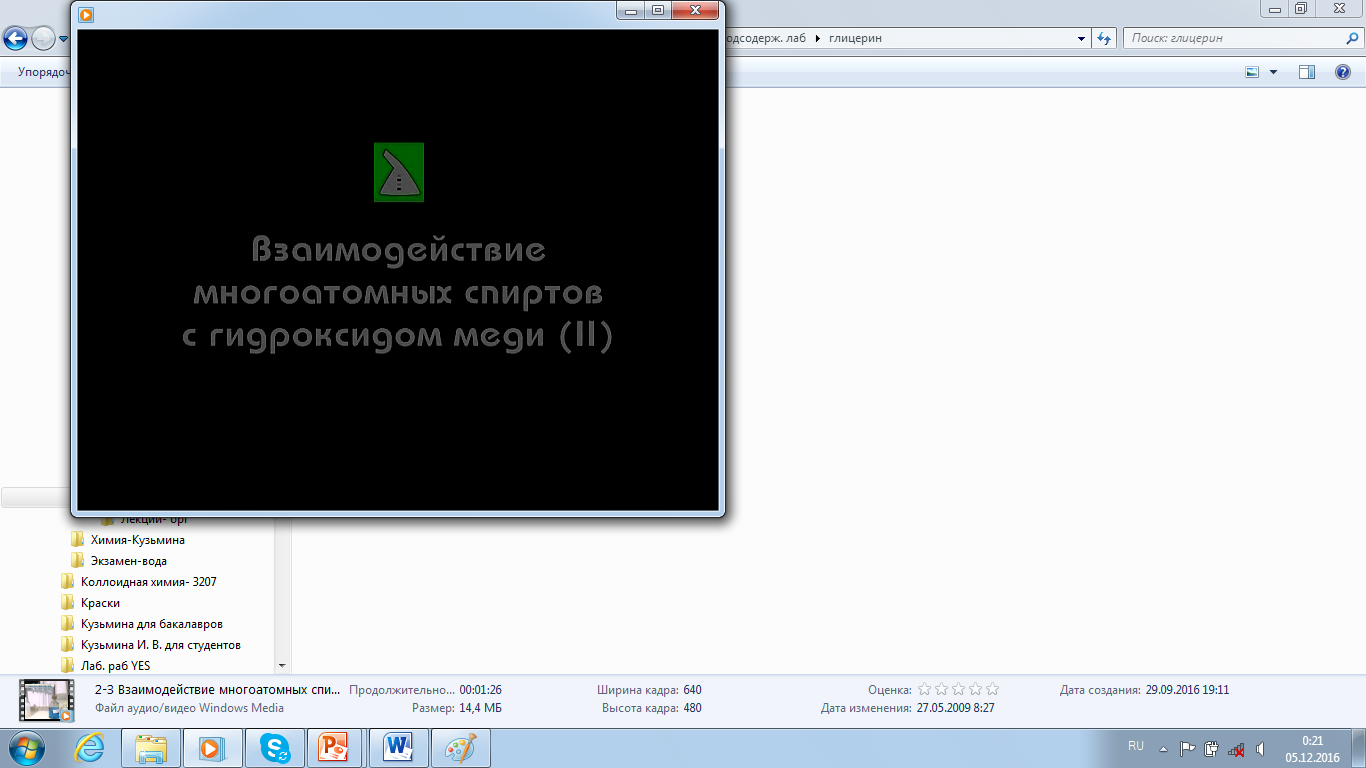 одсодерж. лаб ▸ глицерин
Поиск: глицерин
Упорядоч
Взаимодействие
многоатомных спиртов
с гидроксидом меди (II)
Лекции- орг
Химия-Кузьмина
Экзамен-вода
Коллоидная химия- 3207
Краски
Кузьмина для бакалавров
Кузьмина И. В. для студентов
Лаб. раб YES
2-3 Взаимодействие многоатомных спи... Продолжительно... 00:01:26 Ширина кадра: 640 Оценка: Дата создания: 29.09.2016 19:11
Файл аудио/видео Windows Media Размер: 14,4 МБ Высота кадра: 480 Дата изменения: 27.05.2009 8:27
RU 0:21
05.12.2016